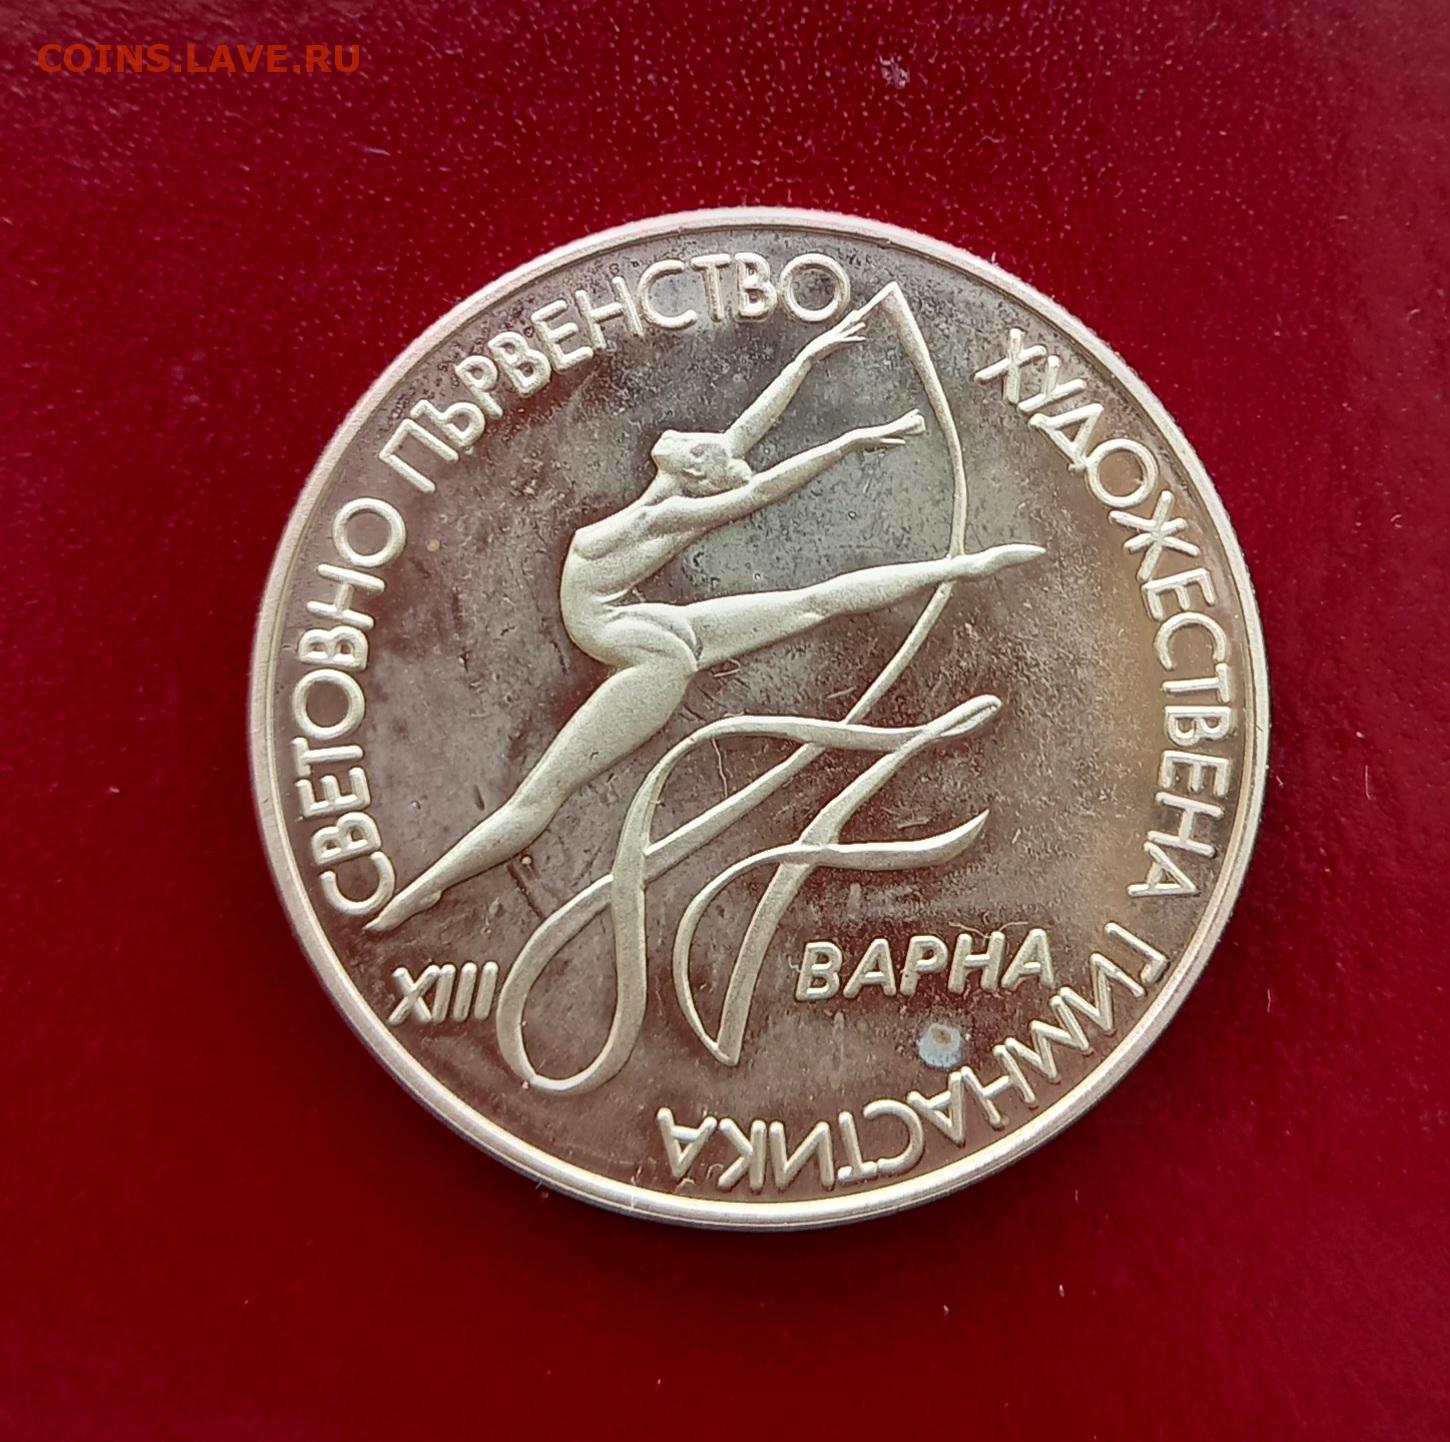 COINS.LAVE.RU
СВЕТОВНО ПЪРВЕНСТВО
ХУДОЖЕСТВЕНА ГИМНАСТИКА
XIII
87
ВАРНА